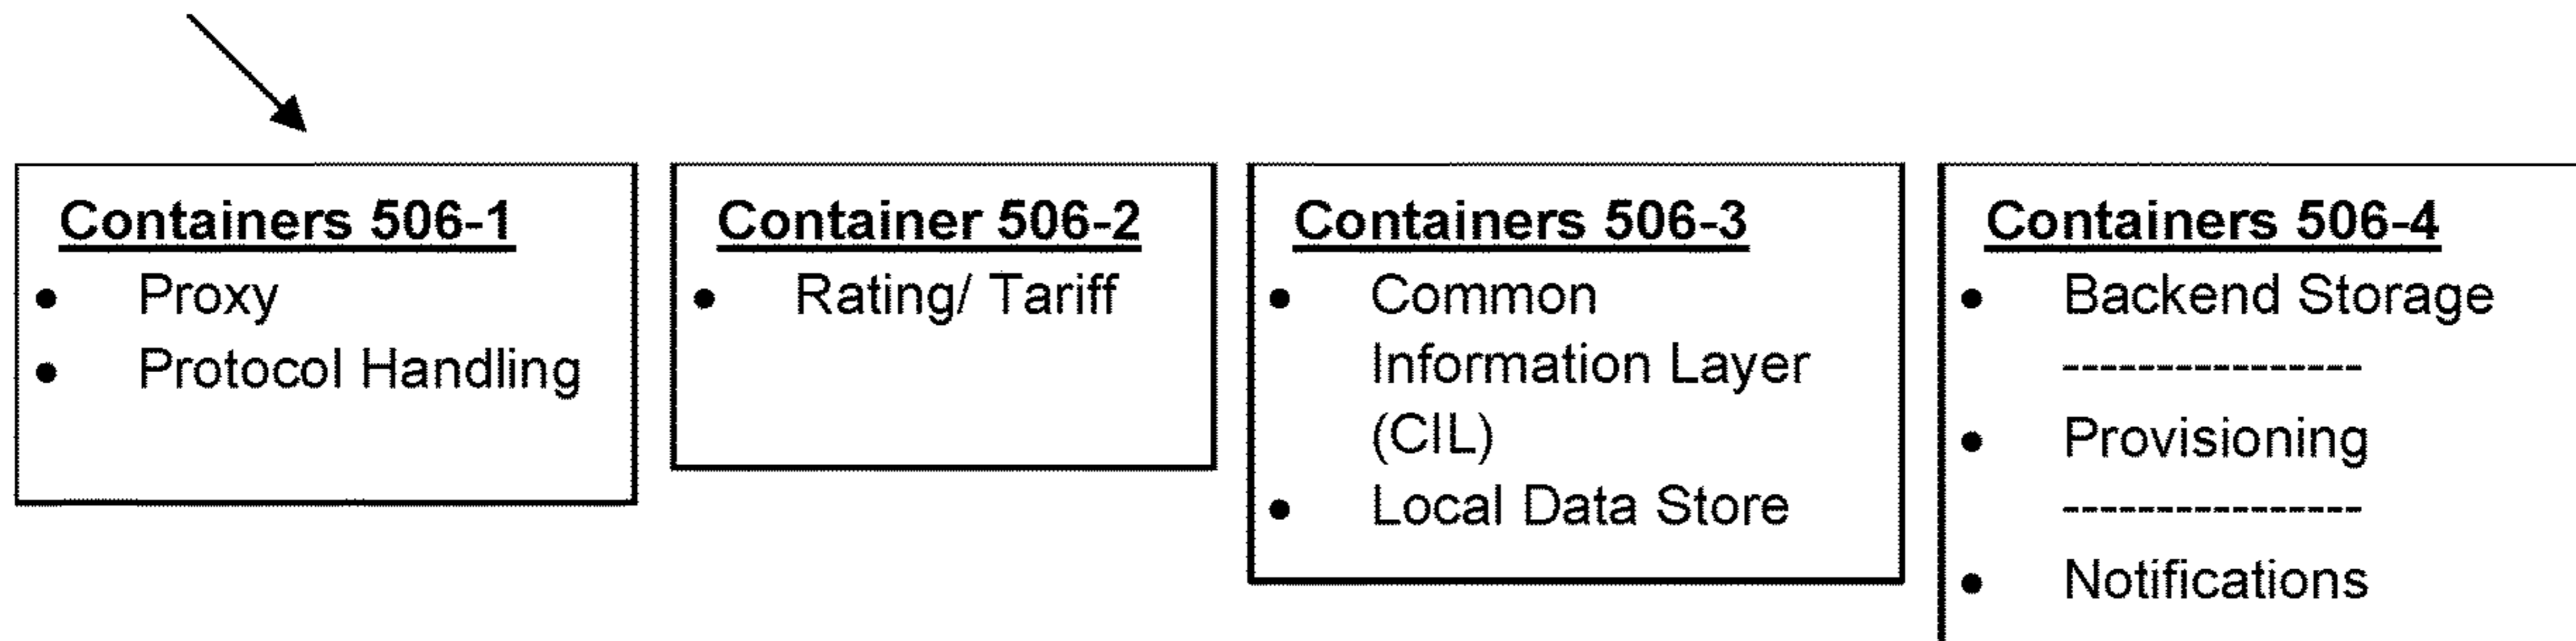 Containers 506-1
• Proxy
• Protocol Handling
Container 506-2
• Rating/ Tariff
Containers 506-3
• Common
Information Layer
(CIL)
• Local Data Store
Containers 506-4
• Backend Storage
----------------
• Provisioning
----------------
• Notifications